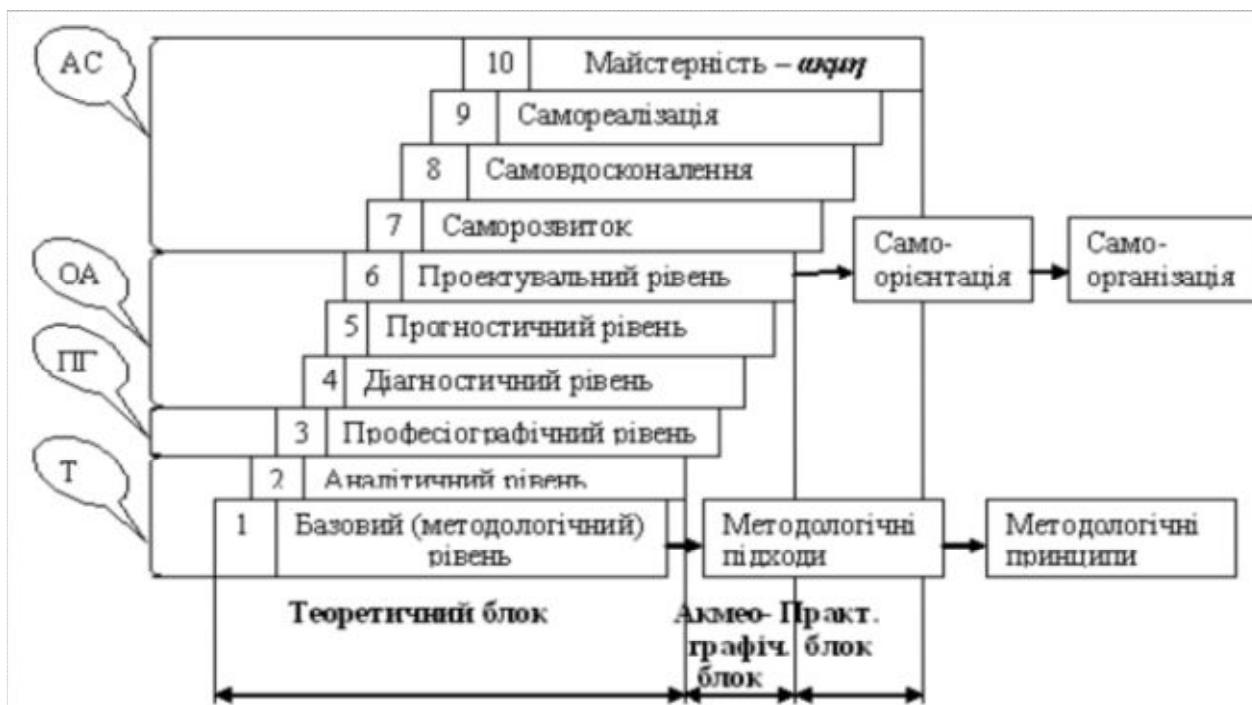 АС
10 Майстерність – акмη
9 Самореалізація
8 Самовдосконалення
7 Саморозвиток
ОА
6 Проектувальний рівень
Само-
орієнтація
Само-
організація
5 Прогностичний рівень
ПГ
4 Діагностичний рівень
3 Професіографічний рівень
Т
2 Аналітичний рівень
1 Базовий (методологічний)
рівень
Методологічні
підходи
Методологічні
принципи
Теоретичний блок
Акмео-
графіч.
блок
Практ.
блок